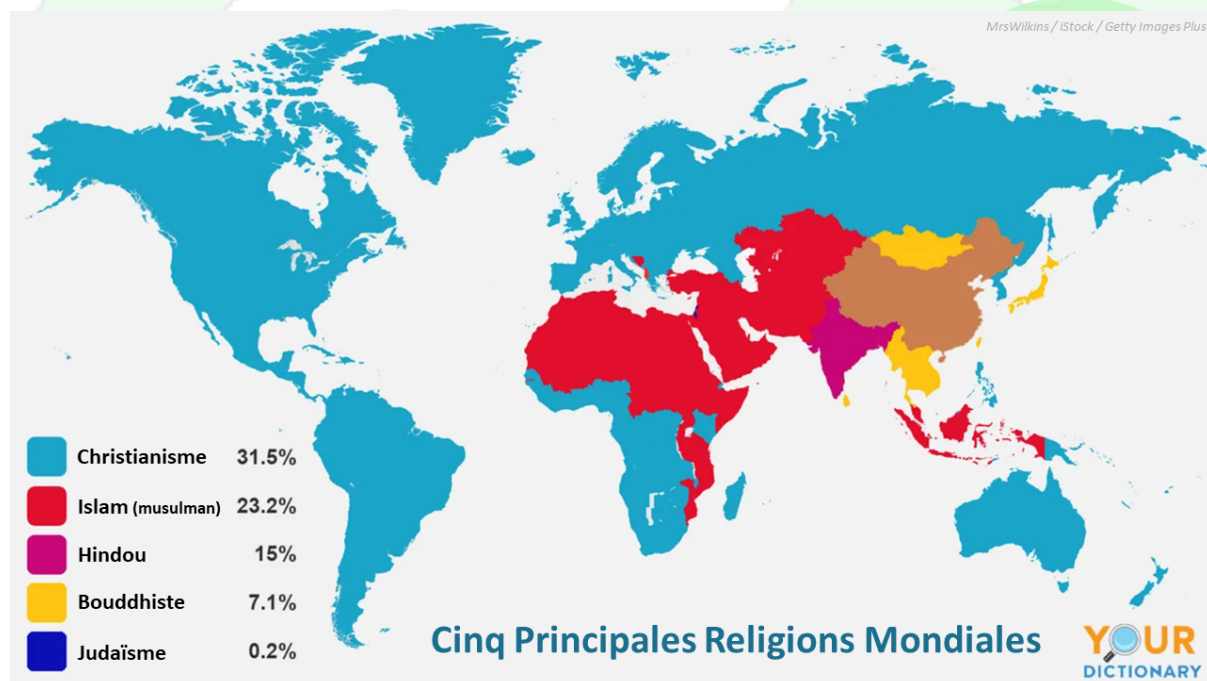 MrsWilkins / iStock / Getty Images Plus
Christianisme 31.5%
Islam (musulman) 23.2%
Hindou 15%
Bouddhiste 7.1%
Judaïsme 0.2%
Cinq Principales Religions Mondiales
YOUR
DICTIONARY